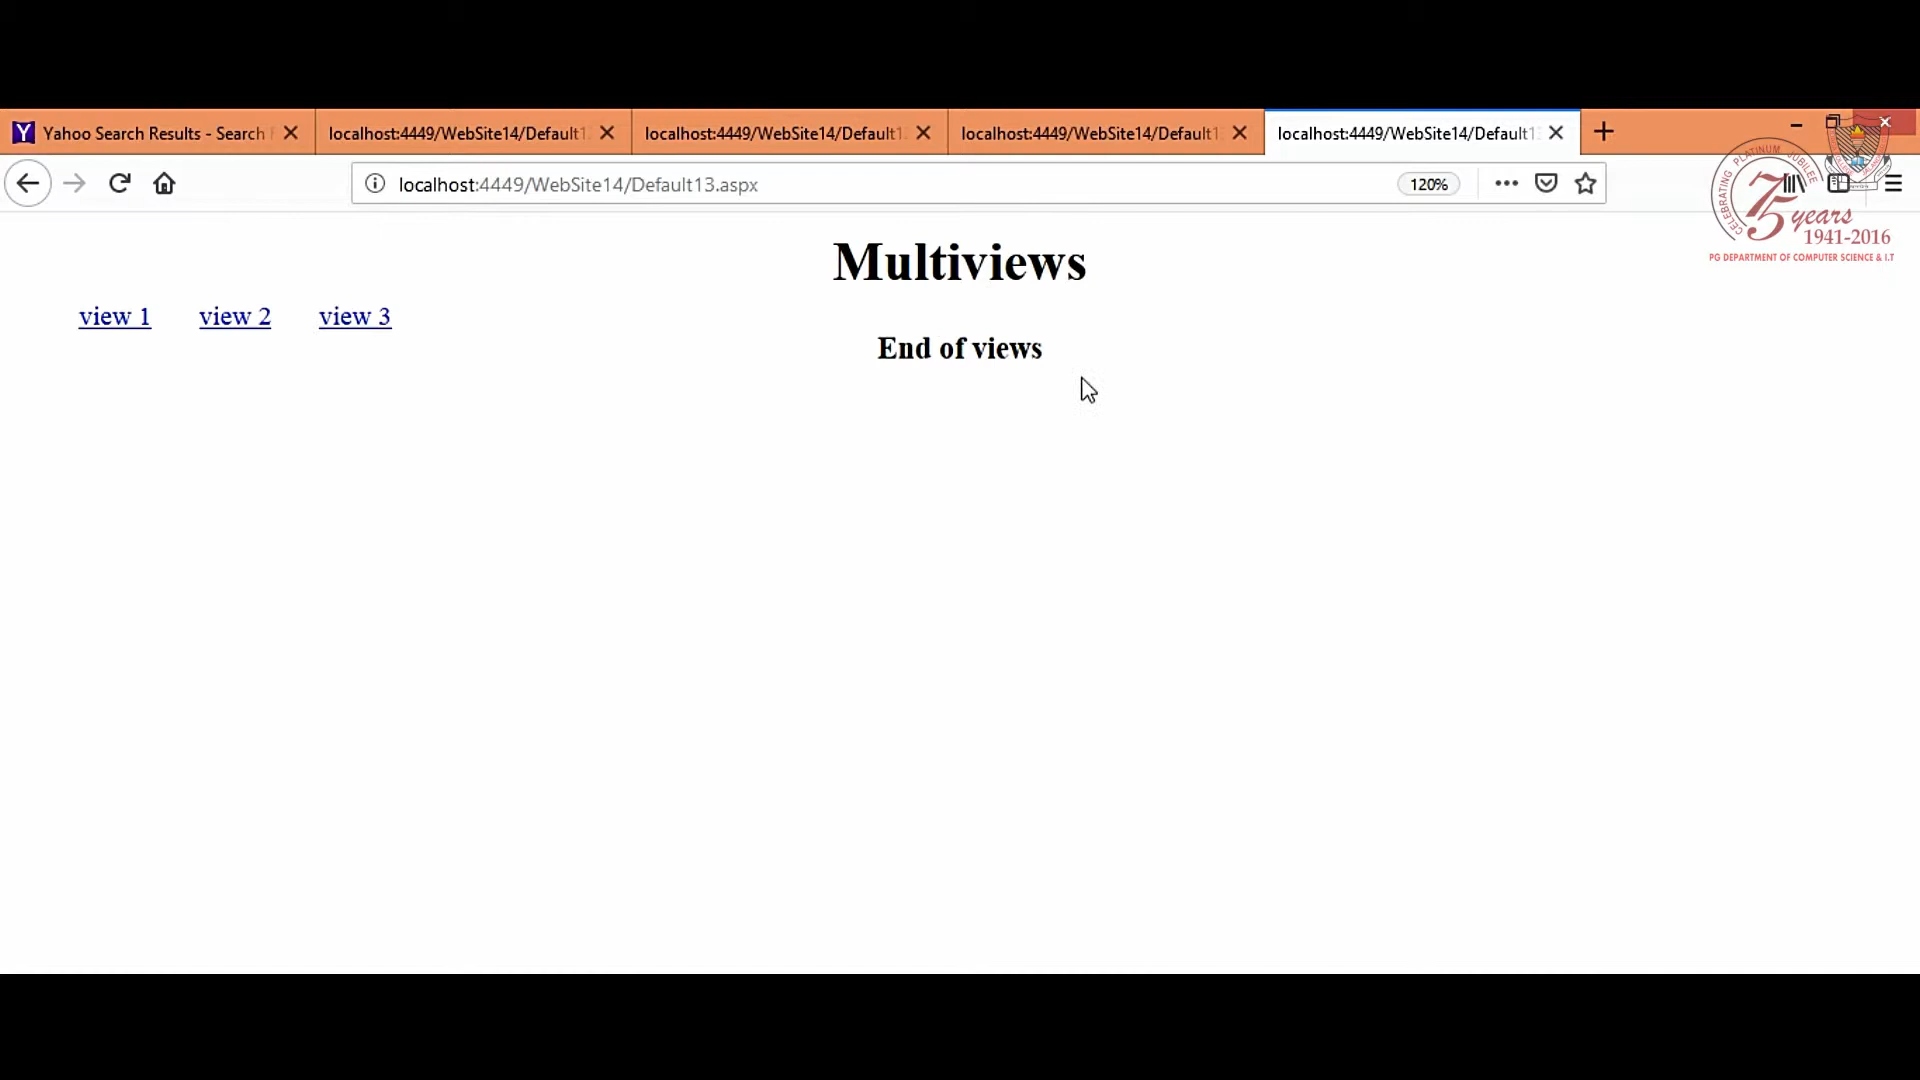 Yahoo Search Results - Search
localhost:4449/WebSite14/Default1
localhost:4449/WebSite14/Default1
localhost:4449/WebSite14/Default1
localhost:4449/WebSite14/Default1
localhost:4449/WebSite14/Default13.aspx
120%
CELEBRATING PLATINUM JUBILEE
75 years
1941-2016
PG DEPARTMENT OF COMPUTER SCIENCE & I.T
Multiviews
view 1 view 2 view 3
End of views